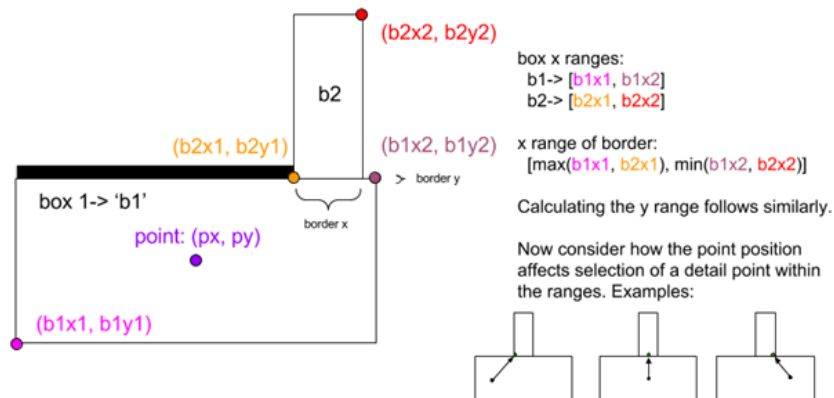 (b2x2, b2y2)
b2
(b2x1, b2y1)
(b1x2, b1y2)
> border y
box 1-> ‘b1’
border x
point: (px, py)
(b1x1, b1y1)
box x ranges:
b1-> [b1x1, b1x2]
b2-> [b2x1, b2x2]
x range of border:
[max(b1x1, b2x1), min(b1x2, b2x2)]
Calculating the y range follows similarly.
Now consider how the point position
affects selection of a detail point within
the ranges. Examples: